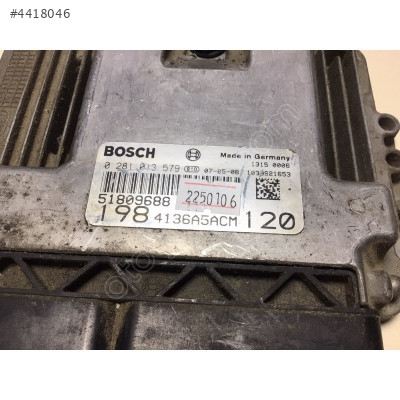 #4418046
BOSCH Made in Germany
0 281 013 579 07-05-08 1315 0006
1039S21653
51809688 2250106
198 4136A5ACM 120